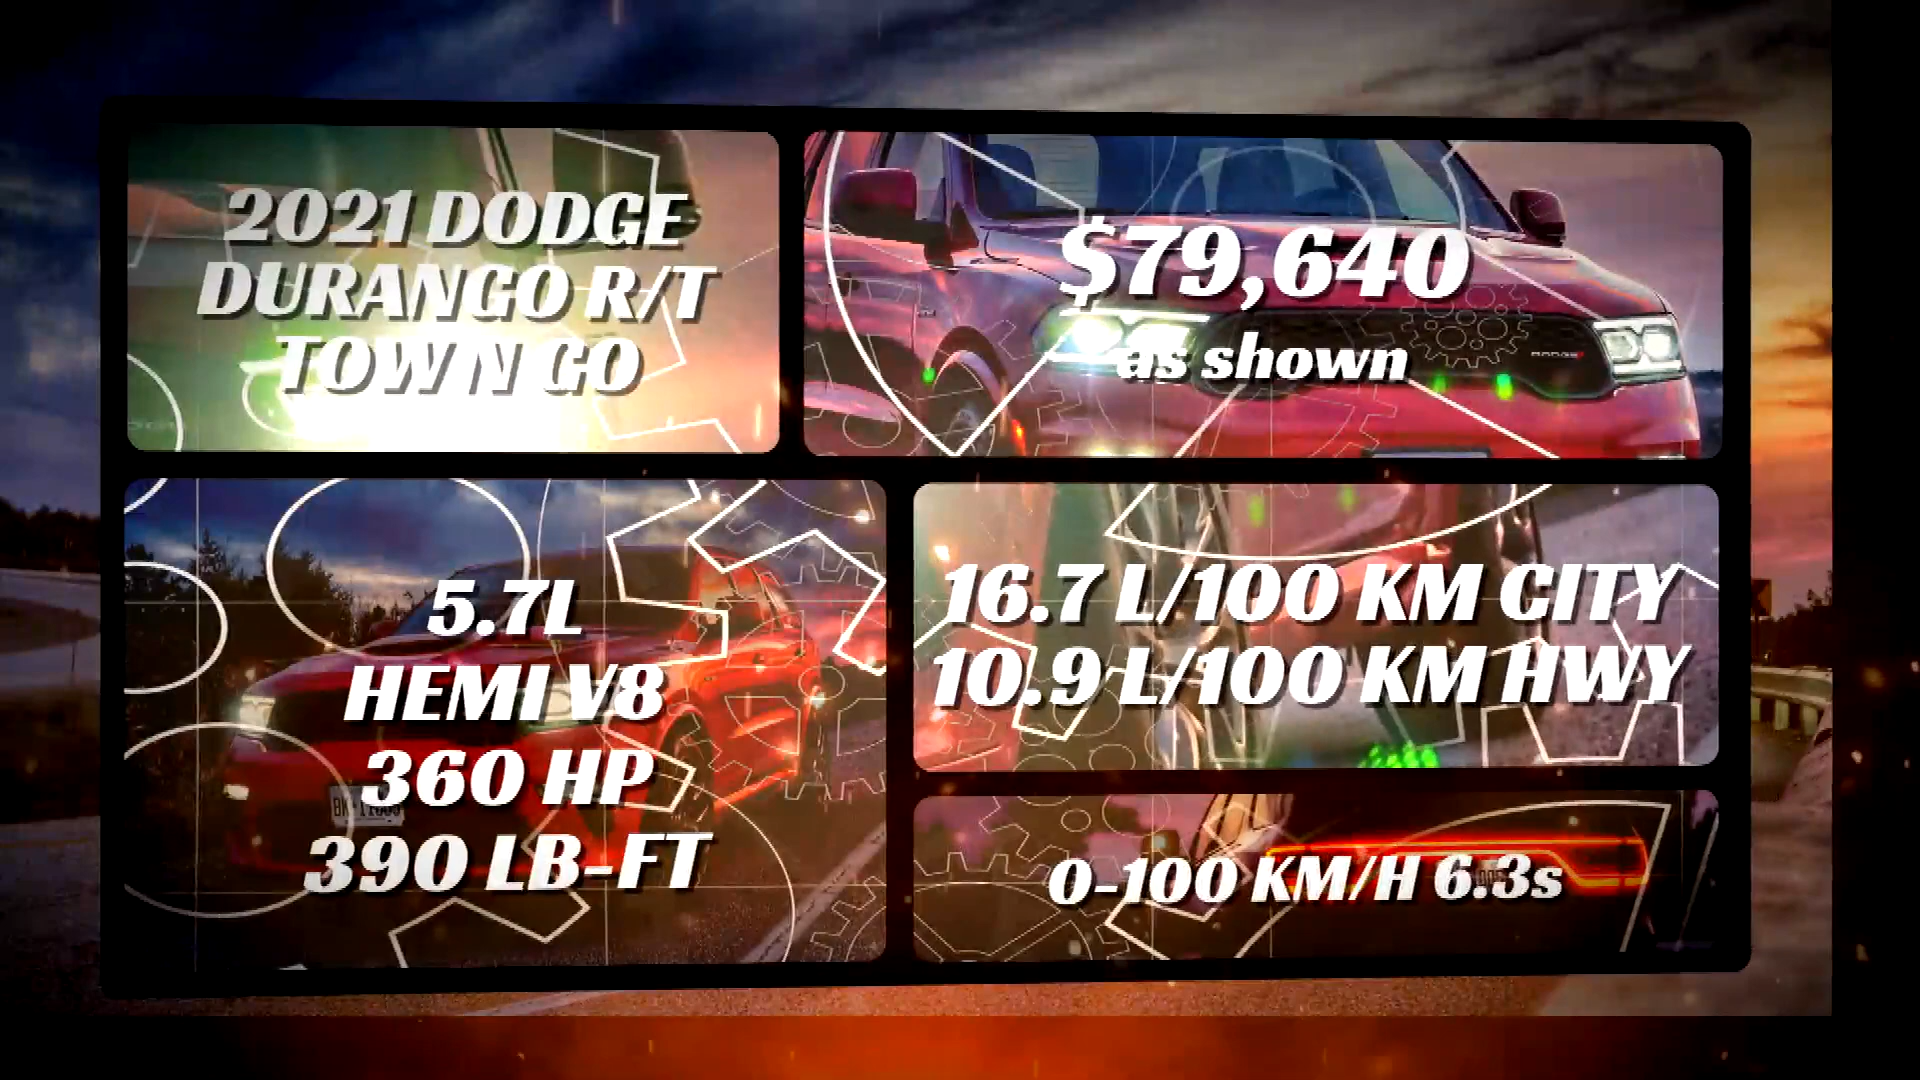 2021 DODGE
DURANGO R/T
TOW N GO
$79,640
as shown
DODGE
5.7L
HEMI V8
360 HP
390 LB-FT
16.7 L/100 KM CITY
10.9 L/100 KM HWY
0-100 KM/H 6.3s